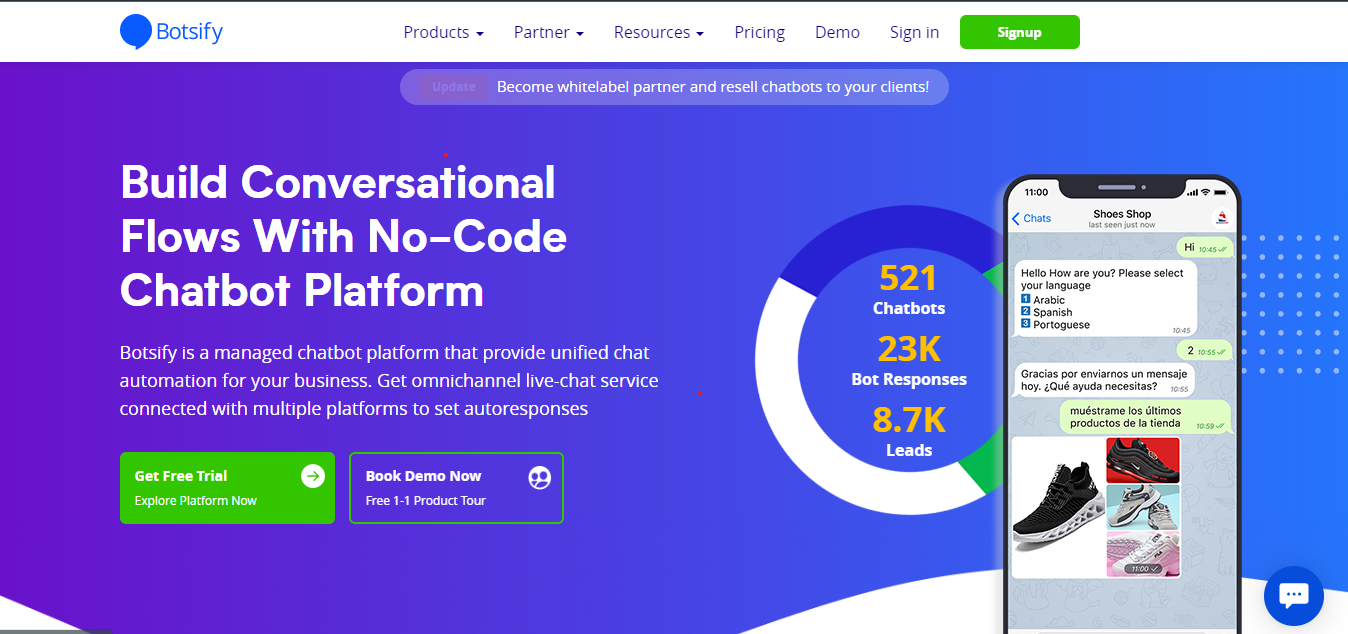 Botsify
Products
Partner
Resources
Pricing
Demo
Sign in
Signup
Update
Become whitelabel partner and resell chatbots to your clients!
Build Conversational
Flows With No-Code
Chatbot Platform
Botsify is a managed chatbot platform that provide unified chat
automation for your business. Get omnichannel live-chat service
connected with multiple platforms to set autoresponses
Get Free Trial
Explore Platform Now
Book Demo Now
Free 1-1 Product Tour
521
Chatbots
23K
Bot Responses
8.7K
Leads
11:00
Chats
Shoes Shop
last seen just now
Hi 10:45
Hello How are you? Please select
your language
1 Arabic
2 Spanish
3 Portoguese
10:45
2 10:55
Gracias por enviarnos un mensaje
hoy. ¿Qué ayuda necesitas? 10:55
muéstrame los últimos
productos de la tienda 10:59
FILA
11:00